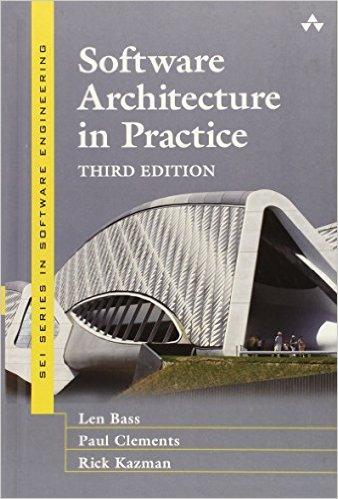 Software
Architecture
in Practice
THIRD EDITION
SEI SERIES IN SOFTWARE ENGINEERING
Len Bass
Paul Clements
Rick Kazman